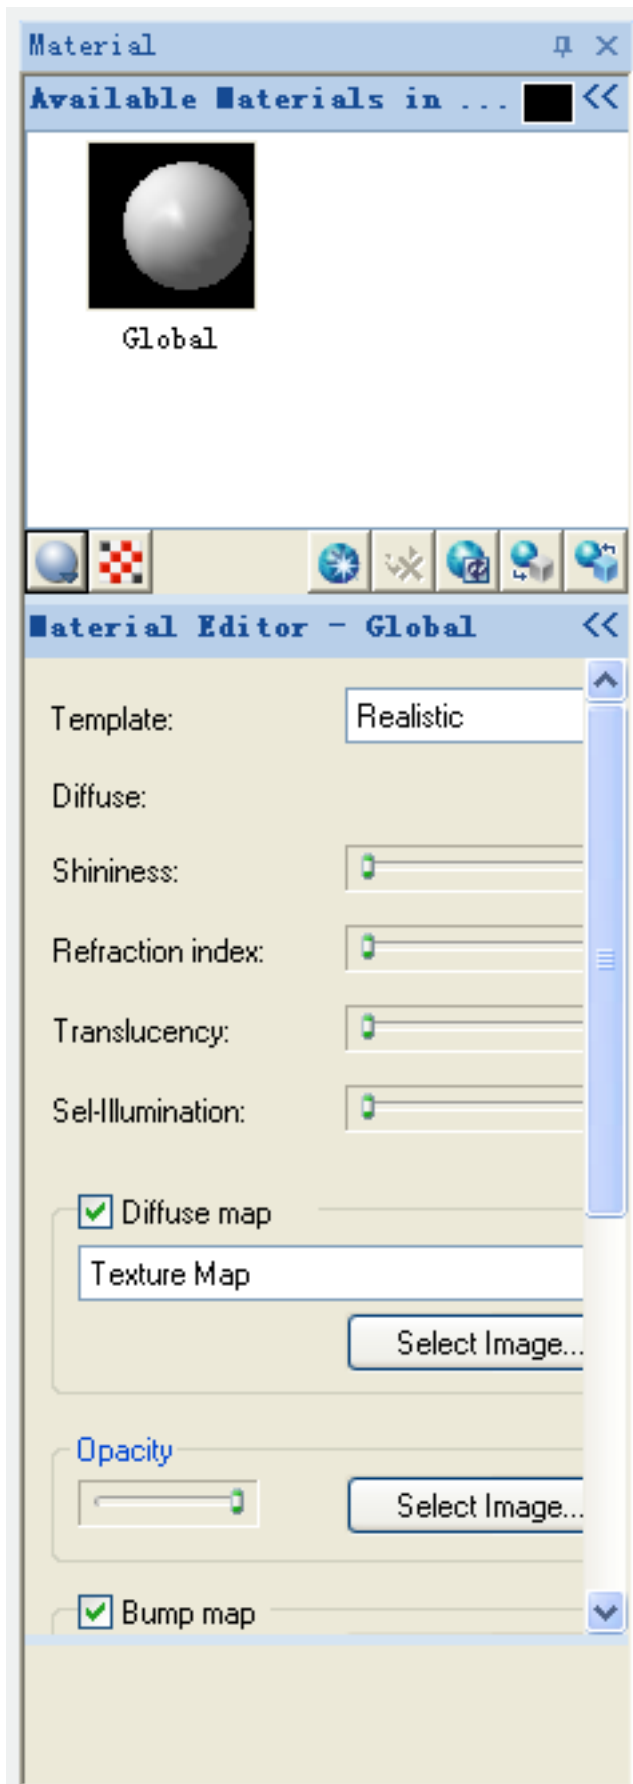 Material
Available Materials in ...
Global
Material Editor - Global
Template:
Realistic
Diffuse:
Shininess:
Refraction index:
Translucency:
Sel-Illumination:
Diffuse map
Texture Map
Select Image...
Opacity
Select Image...
Bump map